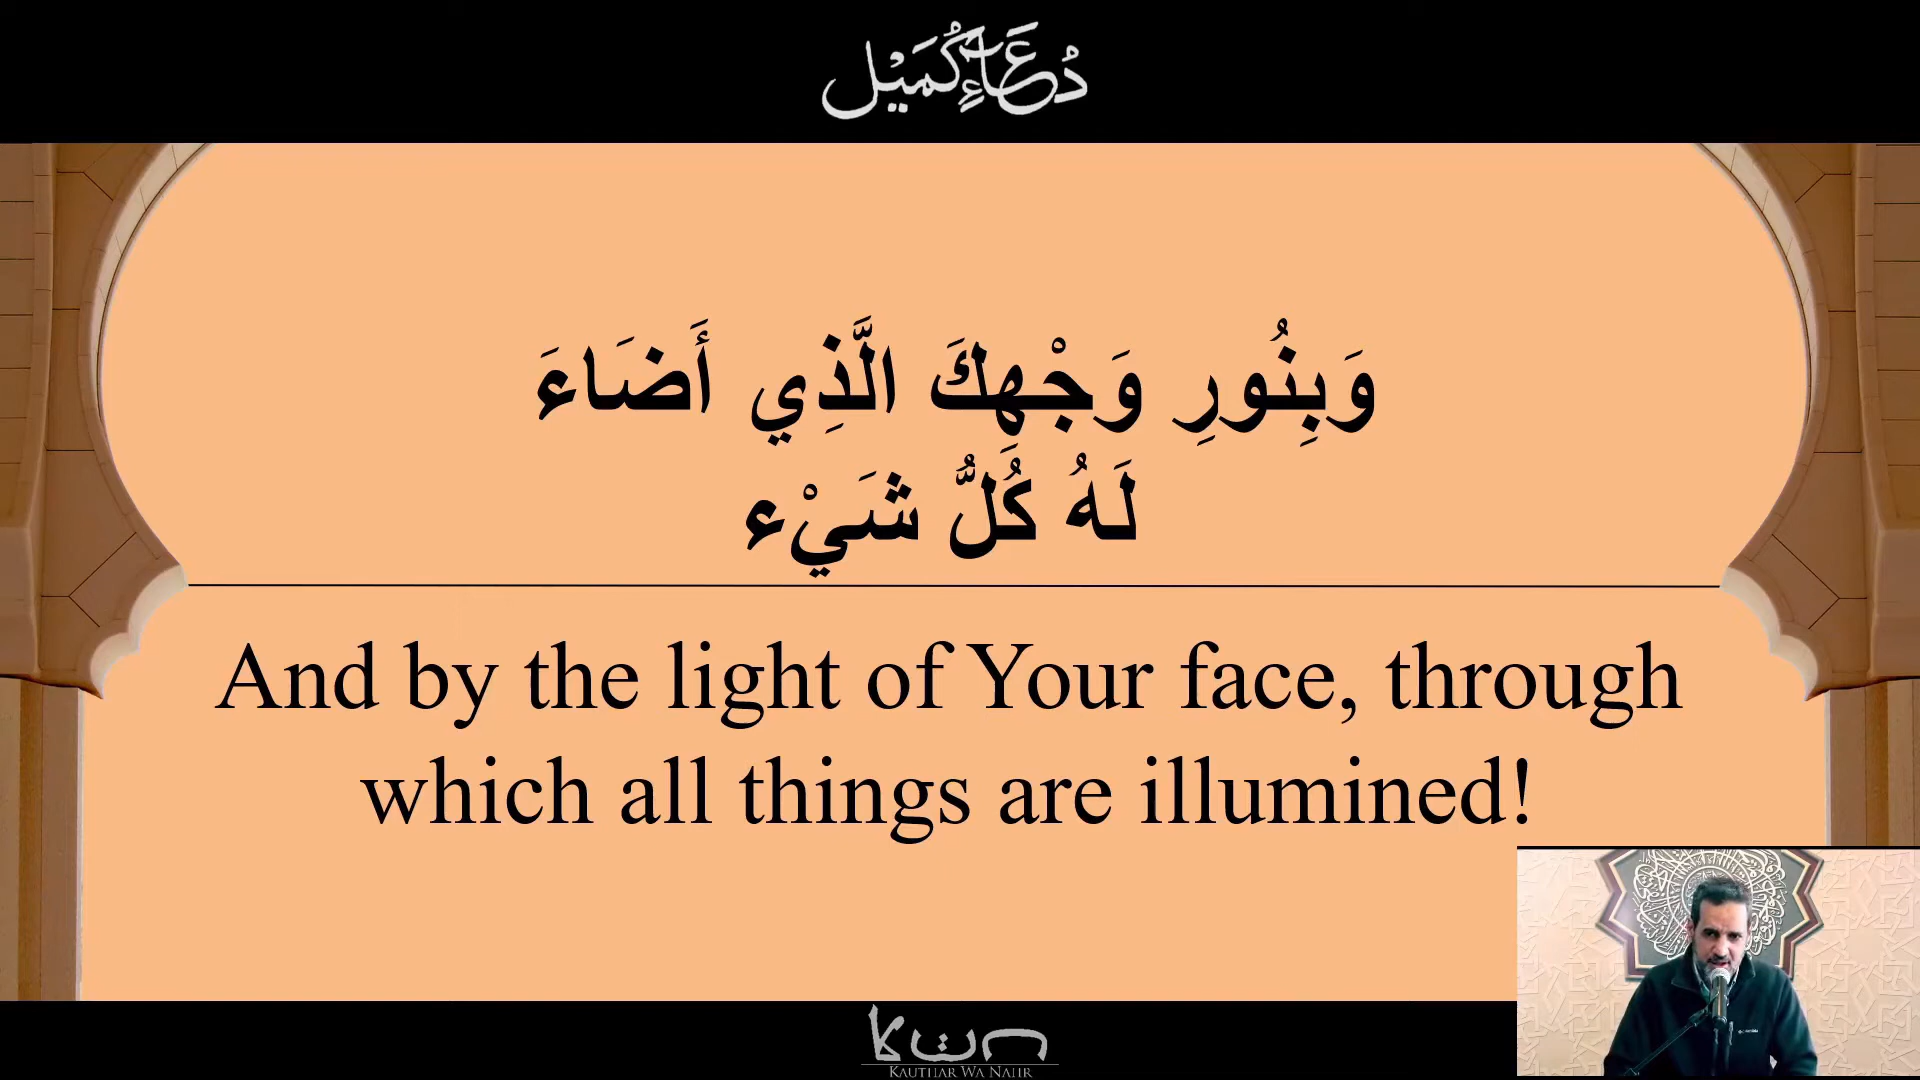 دُعَاءِ كُمَيْل
وَبِنُورِ وَجْهِكَ الَّذِي أَضَاءَ
لَهُ كُلُّ شَيْء
And by the light of Your face, through
which all things are illumined!
KAUTHAR WA NAHR